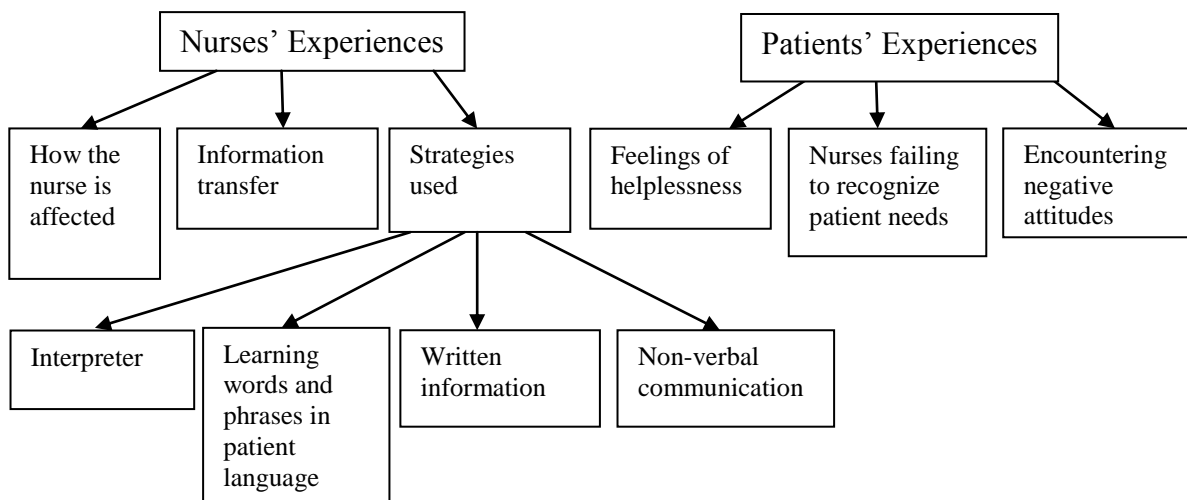 Nurses’ Experiences
Patients’ Experiences
How the
nurse is
affected
Information
transfer
Strategies
used
Feelings of
helplessness
Nurses failing
to recognize
patient needs
Encountering
negative
attitudes
Interpreter
Learning
words and
phrases in
patient
language
Written
information
Non-verbal
communication